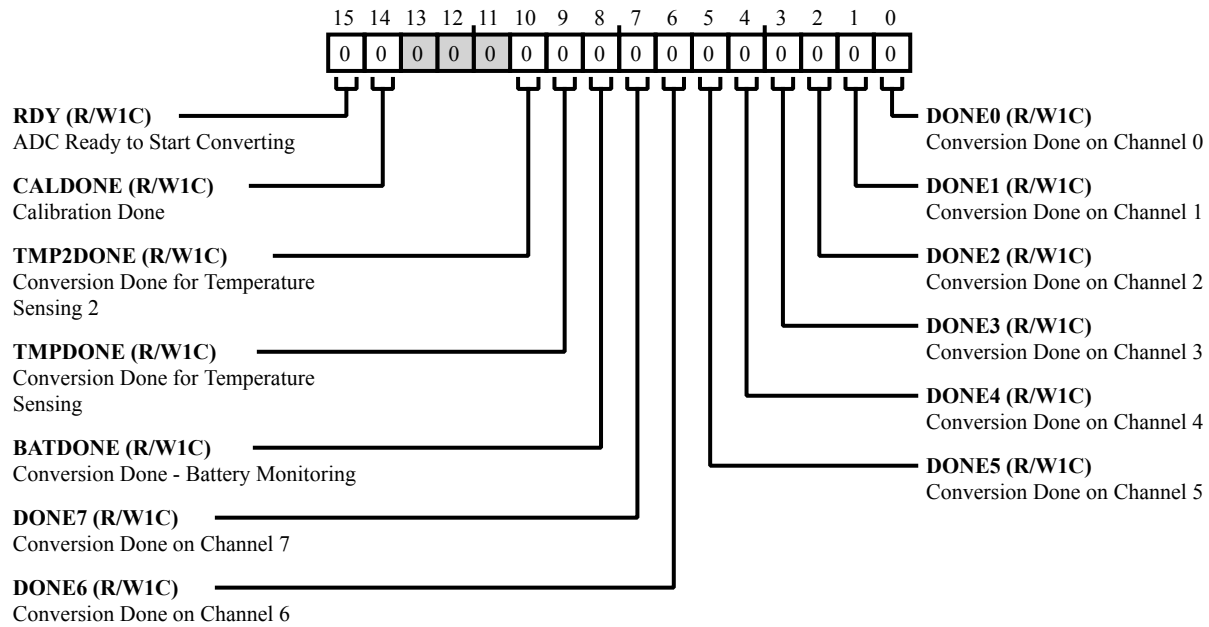 15 14 13 12 11 10 9 8 7 6 5 4 3 2 1 0
0 0 0 0 0 0 0 0 0 0 0 0 0 0 0 0
RDY (R/W1C)
ADC Ready to Start Converting
CALDONE (R/W1C)
Calibration Done
TMP2DONE (R/W1C)
Conversion Done for Temperature
Sensing 2
TMPDONE (R/W1C)
Conversion Done for Temperature
Sensing
BATDONE (R/W1C)
Conversion Done - Battery Monitoring
DONE7 (R/W1C)
Conversion Done on Channel 7
DONE6 (R/W1C)
Conversion Done on Channel 6
DONE0 (R/W1C)
Conversion Done on Channel 0
DONE1 (R/W1C)
Conversion Done on Channel 1
DONE2 (R/W1C)
Conversion Done on Channel 2
DONE3 (R/W1C)
Conversion Done on Channel 3
DONE4 (R/W1C)
Conversion Done on Channel 4
DONE5 (R/W1C)
Conversion Done on Channel 5